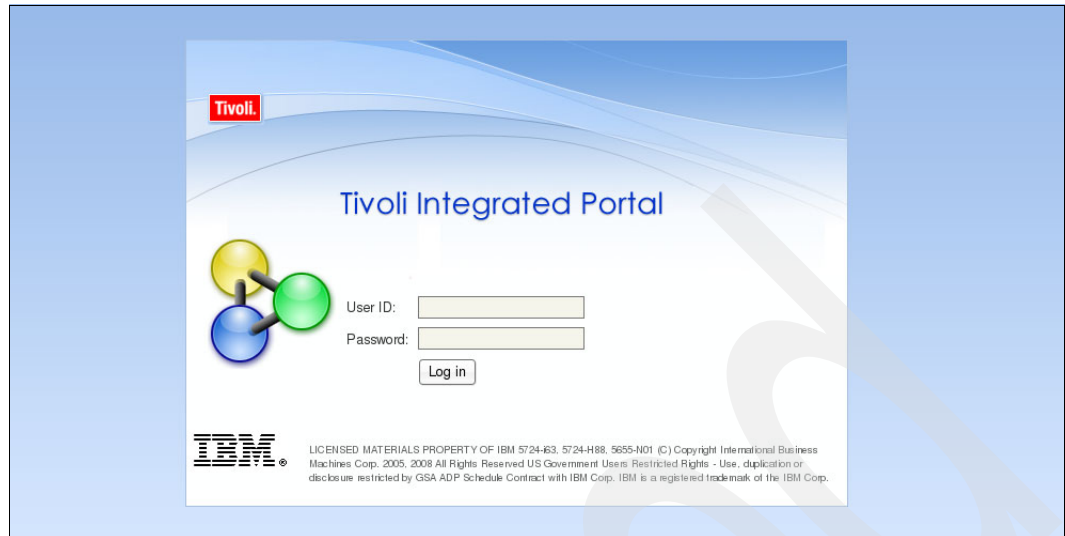 Tivoli.
Tivoli Integrated Portal
User ID:
Password:
Log in
IBM®
LICENSED MATERIALS PROPERTY OF IBM 5724-i63, 5724-H88, 5655-N01 (C) Copyright International Business
Machines Corp. 2005, 2008 All Rights Reserved US Government Users Restricted Rights - Use, duplication or
disclosure restricted by GSA ADP Schedule Contract with IBM Corp. IBM is a registered trademark of the IBM Corp.